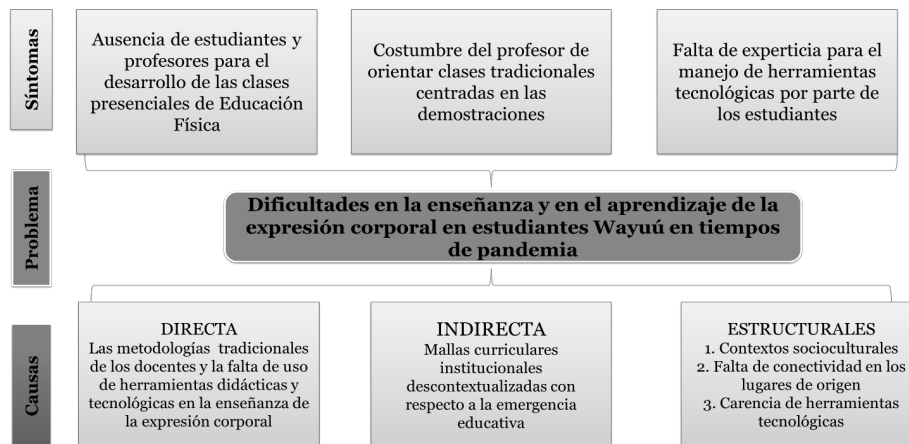 Síntomas
Ausencia de estudiantes y
profesores para el
desarrollo de las clases
presenciales de Educación
Física
Costumbre del profesor de
orientar clases tradicionales
centradas en las
demostraciones
Falta de experticia para el
manejo de herramientas
tecnológicas por parte de
los estudiantes
Problema
Dificultades en la enseñanza y en el aprendizaje de la
expresión corporal en estudiantes Wayuú en tiempos
de pandemia
Causas
DIRECTA
Las metodologías tradicionales
de los docentes y la falta de uso
de herramientas didácticas y
tecnológicas en la enseñanza de
la expresión corporal
INDIRECTA
Mallas curriculares
institucionales
descontextualizadas con
respecto a la emergencia
educativa
ESTRUCTURALES
1. Contextos socioculturales
2. Falta de conectividad en los
lugares de origen
3. Carencia de herramientas
tecnológicas